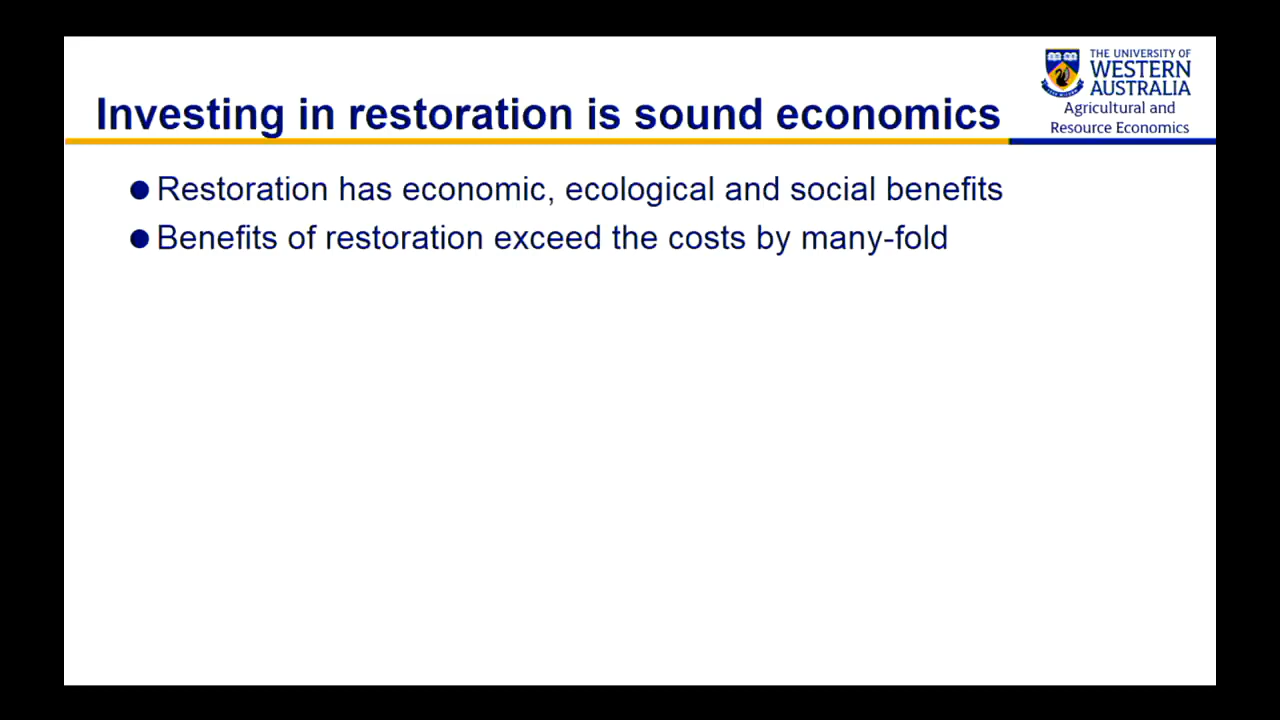 THE UNIVERSITY OF
WESTERN
AUSTRALIA
Agricultural and
Resource Economics
Investing in restoration is sound economics
● Restoration has economic, ecological and social benefits
● Benefits of restoration exceed the costs by many-fold